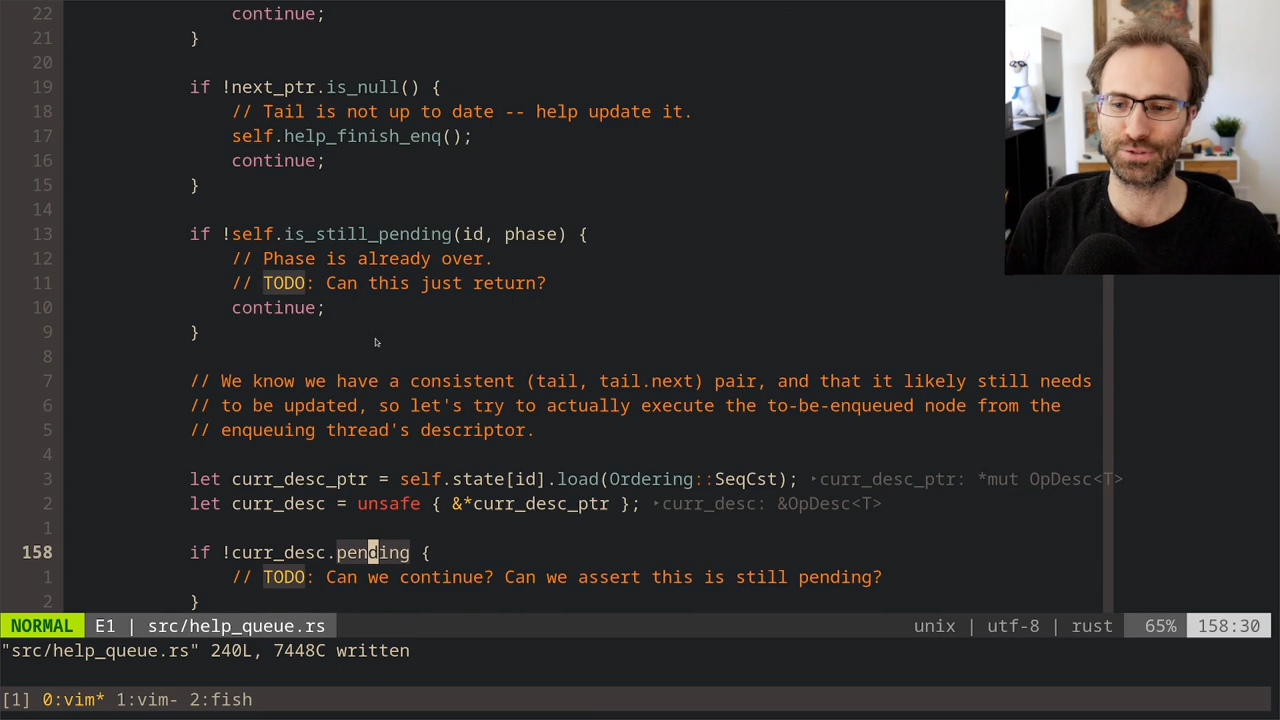 22 continue;
21 }
20
19 if !next_ptr.is_null() {
18 // Tail is not up to date -- help update it.
17 self.help_finish_enq();
16 continue;
15 }
14
13 if !self.is_still_pending(id, phase) {
12 // Phase is already over.
11 // TODO: Can this just return?
10 continue;
9 }
8
7 // We know we have a consistent (tail, tail.next) pair, and that it likely still needs
6 // to be updated, so let's try to actually execute the to-be-enqueued node from the
5 // enqueuing thread's descriptor.
4
3 let curr_desc_ptr = self.state[id].load(Ordering::SeqCst); ‣curr_desc_ptr: *mut OpDesc<T>
2 let curr_desc = unsafe { &*curr_desc_ptr }; ‣curr_desc: &OpDesc<T>
1
158 if !curr_desc.pending {
1 // TODO: Can we continue? Can we assert this is still pending?
2 }
NORMAL E1 | src/help_queue.rs unix | utf-8 | rust 65% 158:30
"src/help_queue.rs" 240L, 7448C written
[1] 0:vim* 1:vim- 2:fish